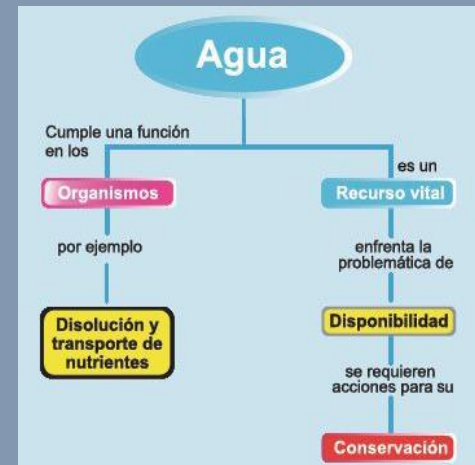 Agua
Cumple una función
en los
Organismos
por ejemplo
Disolución y
transporte de
nutrientes
es un
Recurso vital
enfrenta la
problemática de
Disponibilidad
se requieren
acciones para su
Conservación